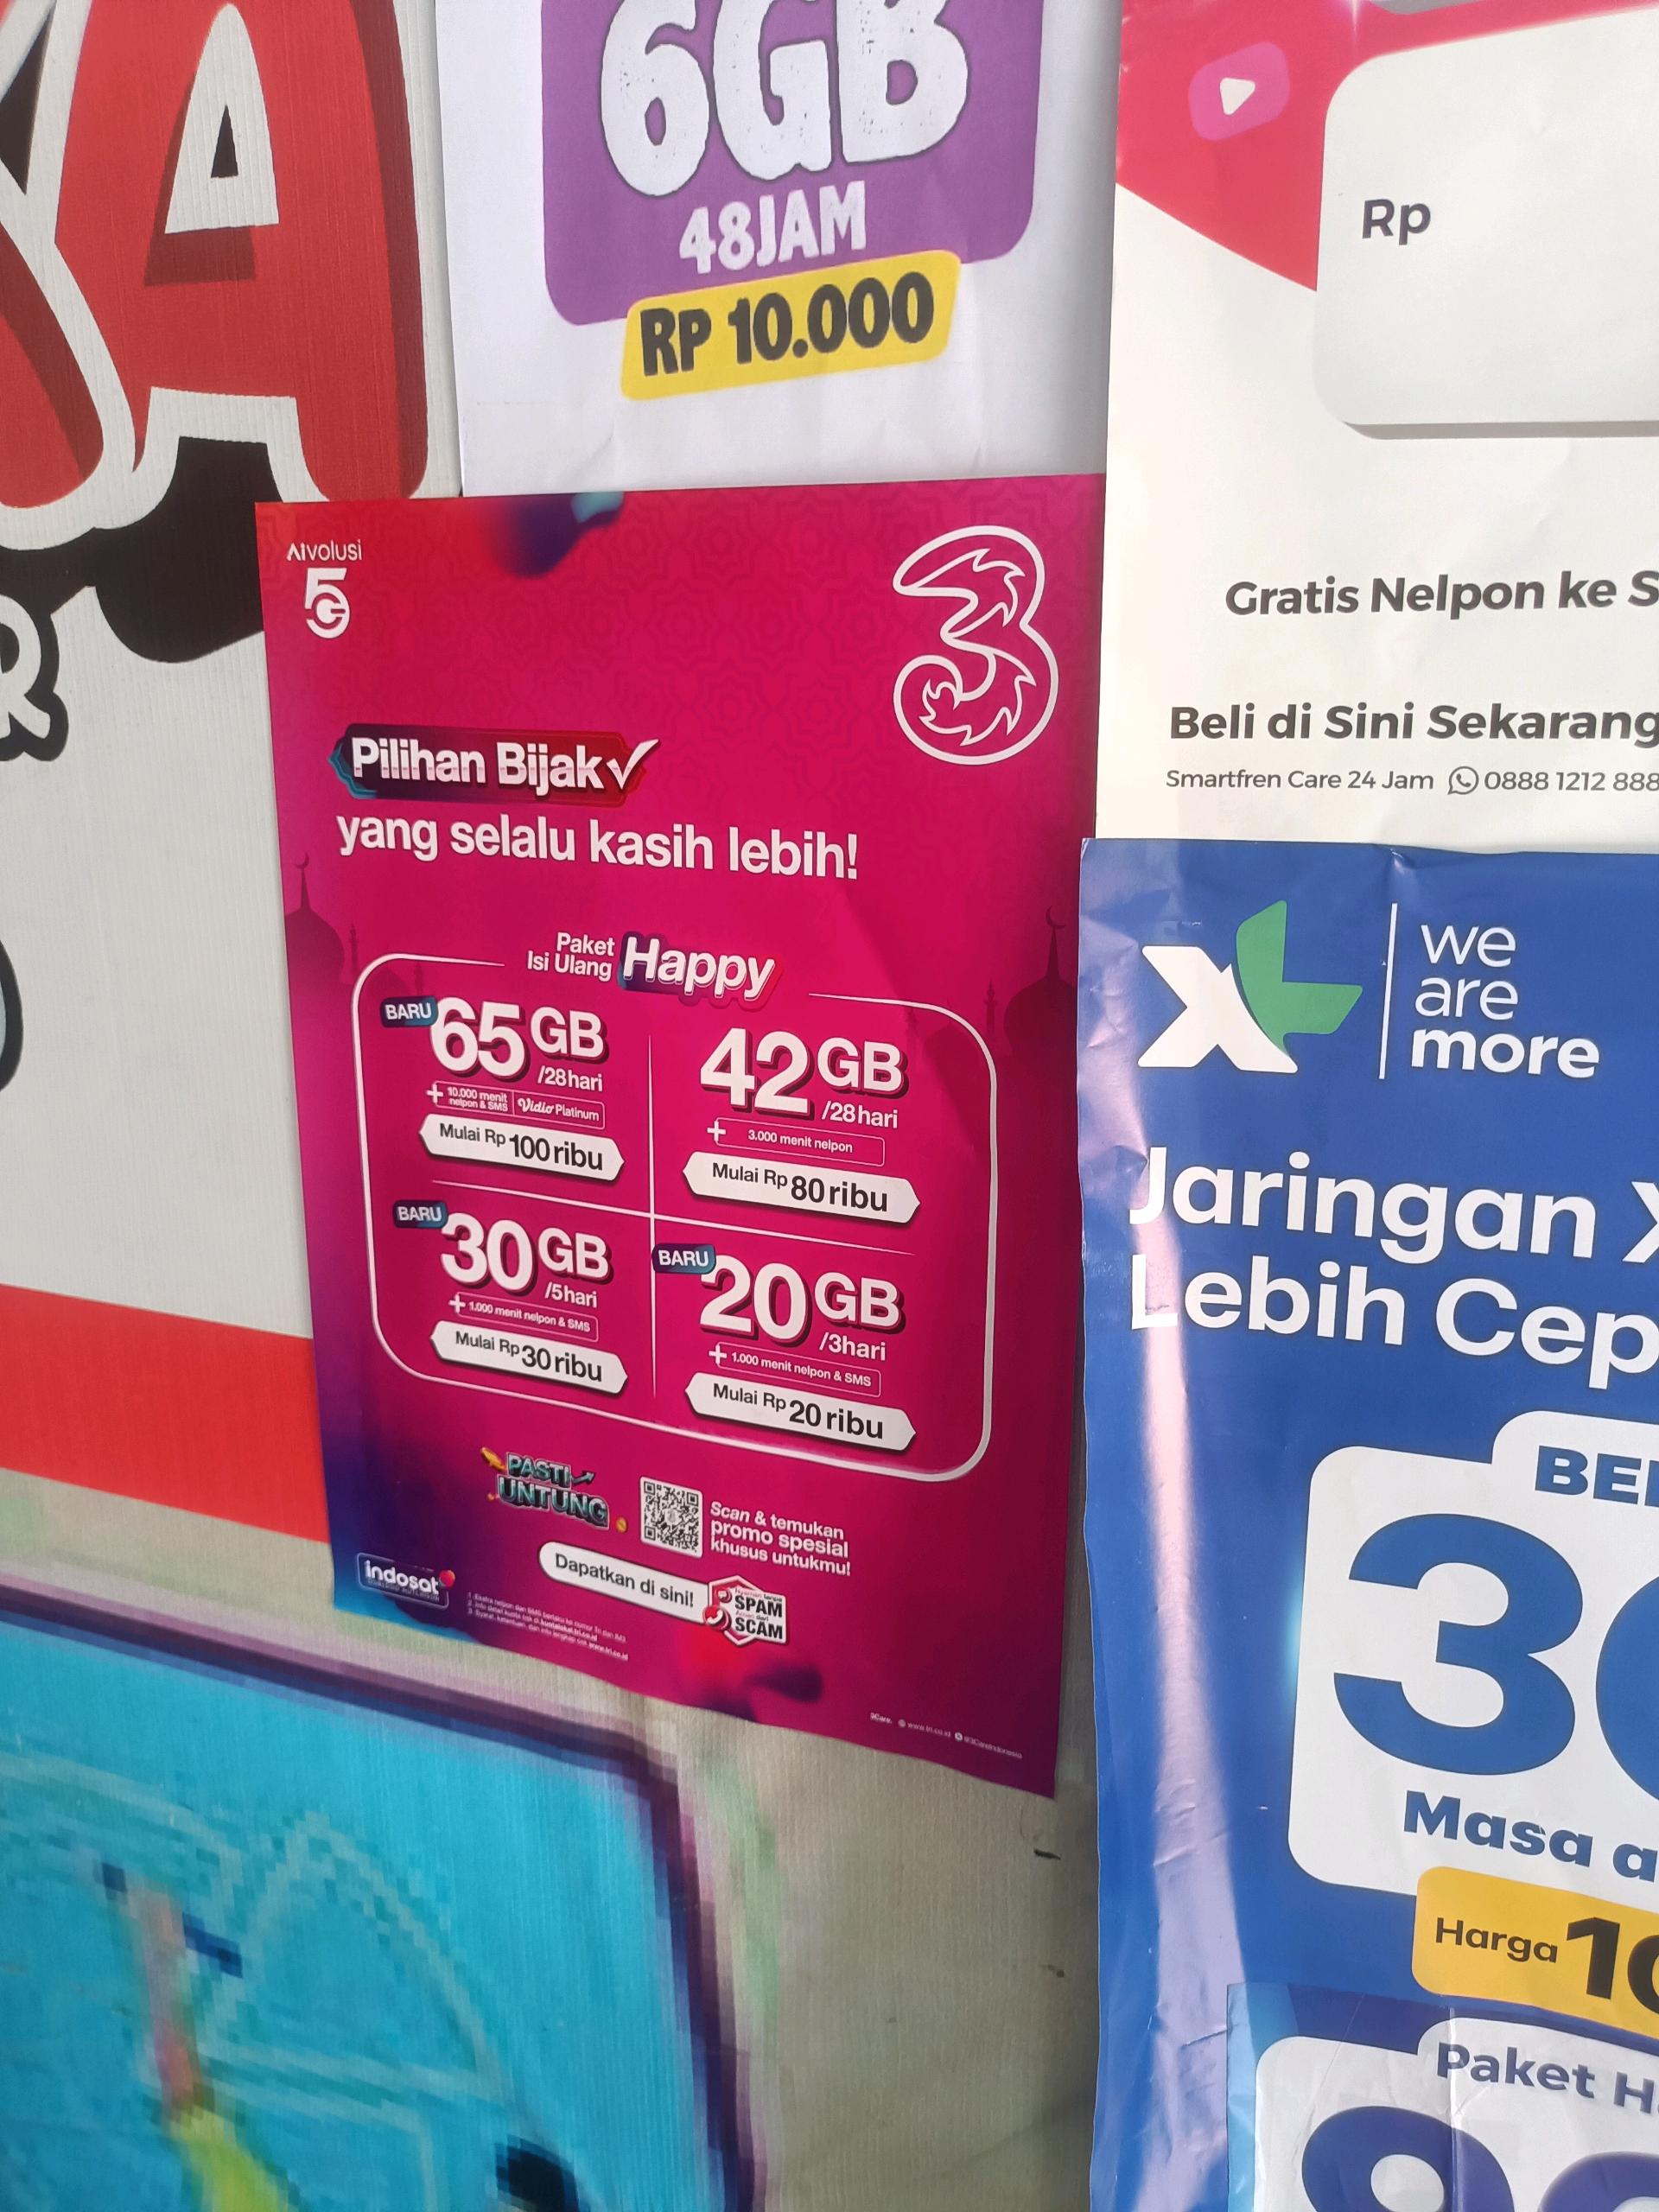 KA
R
6GB
48JAM
RP 10.000
Rp
Gratis Nelpon ke S
Beli di Sini Sekarang
Smartfren Care 24 Jam 0888 1212 888
AIvolusi
5G
3
Pilihan Bijak
yang selalu kasih lebih!
Paket
Isi Ulang
Happy
BARU
65 GB
/28hari
+ 10.000 menit
nelpon & SMS
Vidio Platinum
Mulai Rp 100 ribu
42 GB
/28hari
+ 3.000 menit nelpon
Mulai Rp 80 ribu
BARU
30 GB
/5hari
+ 1.000 menit nelpon & SMS
Mulai Rp 30 ribu
BARU
20 GB
/3hari
+ 1.000 menit nelpon & SMS
Mulai Rp 20 ribu
PASTI
UNTUNG
Scan & temukan
promo spesial
khusus untukmu!
Dapatkan di sini!
SPAM
SCAM
indosat
XL
we
are
more
Jaringan X
Lebih Cep
BE
30
Masa a
Harga 10
Paket H